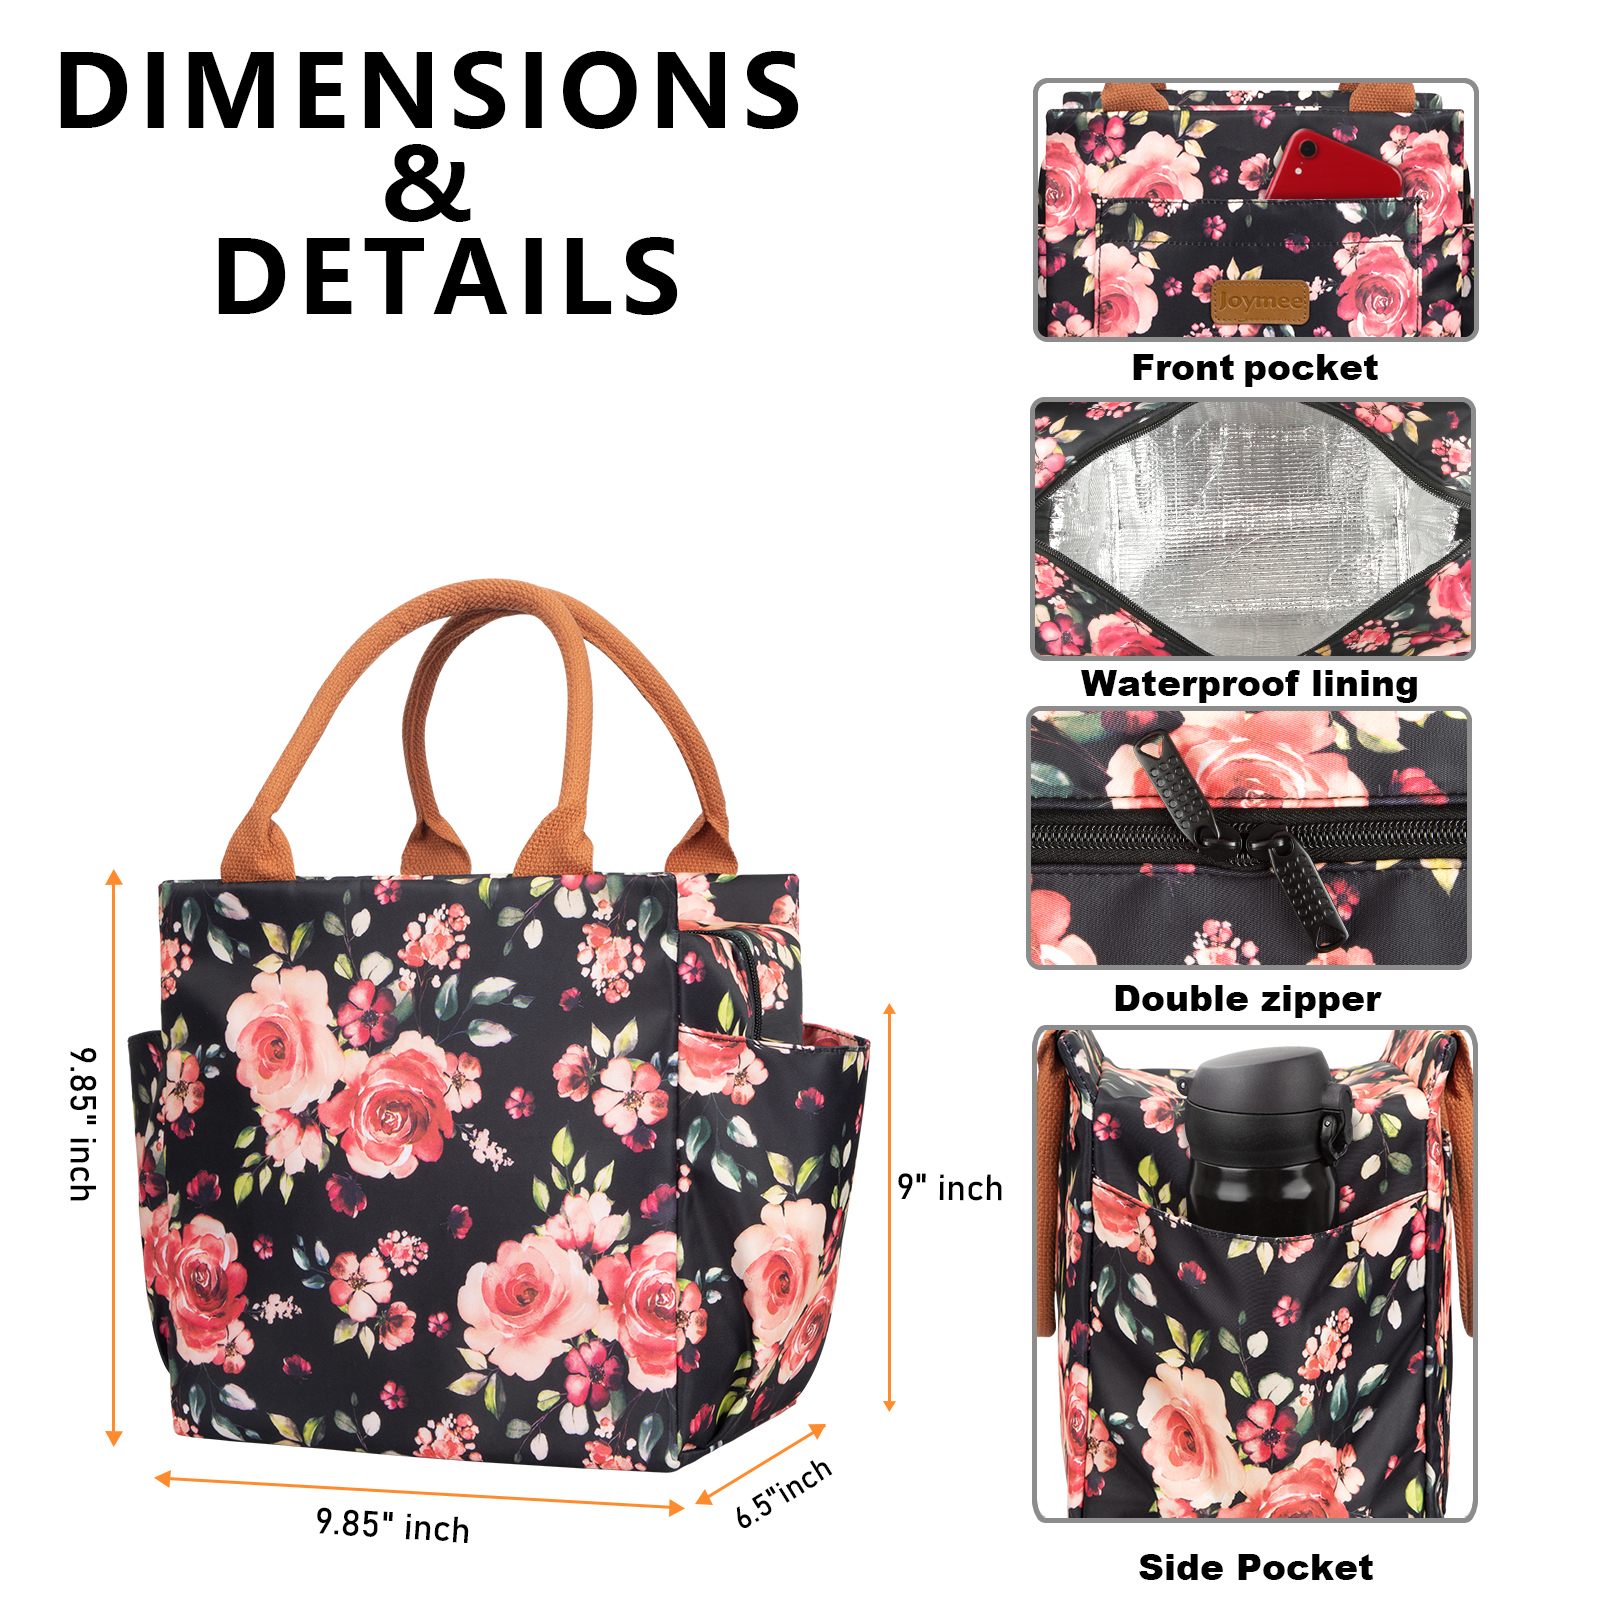 DIMENSIONS
&
DETAILS
Joymee
Front pocket
Waterproof lining
Double zipper
Side Pocket
9.85" inch
9" inch
9.85" inch
6.5"inch